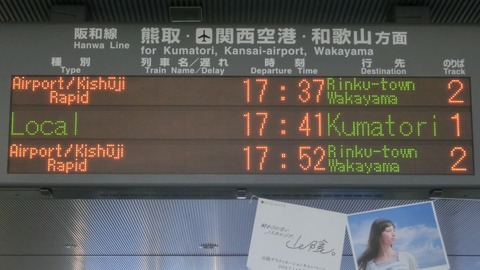 阪和線 熊取・✈関西空港・和歌山方面
Hanwa Line for Kumatori, Kansai-airport, Wakayama
種別 列車名/遅れ 時刻 行先 のりば
Type Train Name/Delay Departure Time Destination Track
Airport/Kishūji Rapid 17:37 Rinku-town Wakayama 2
Local 17:41 Kumatori 1
Airport/Kishūji Rapid 17:52 Rinku-town Wakayama 2
山陰。